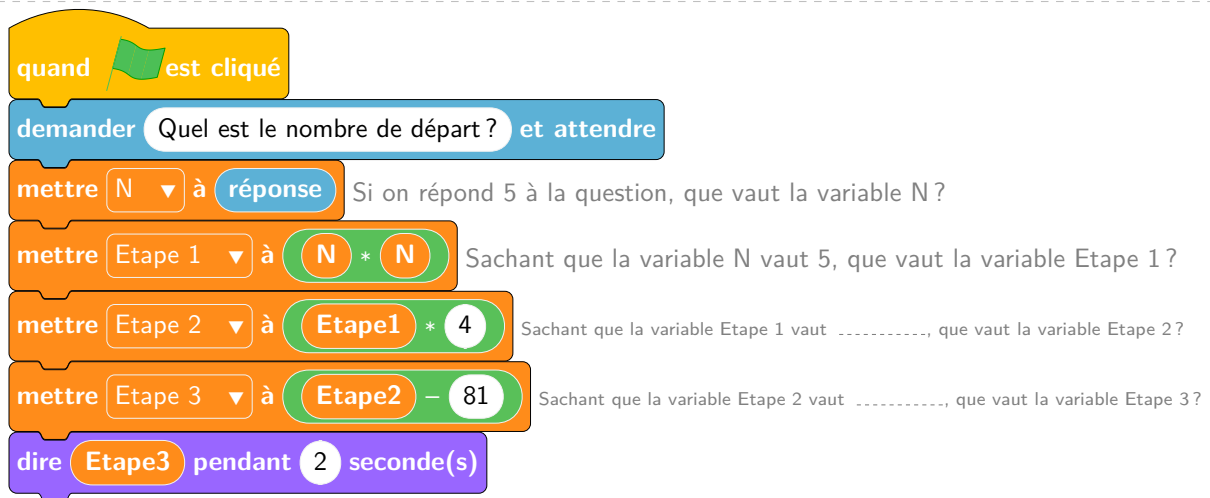 quand est cliqué
demander Quel est le nombre de départ ? et attendre
mettre N ▼ à réponse Si on répond 5 à la question, que vaut la variable N ?
mettre Etape 1 ▼ à N * N Sachant que la variable N vaut 5, que vaut la variable Etape 1 ?
mettre Etape 2 ▼ à Etape1 * 4 Sachant que la variable Etape 1 vaut ..........., que vaut la variable Etape 2 ?
mettre Etape 3 ▼ à Etape2 − 81 Sachant que la variable Etape 2 vaut ..........., que vaut la variable Etape 3 ?
dire Etape3 pendant 2 seconde(s)